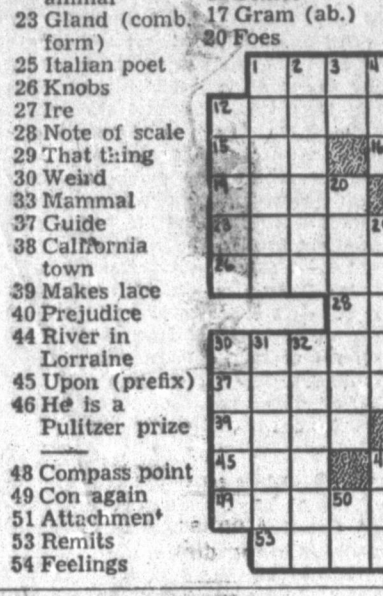 animal
23 Gland (comb.
form)
25 Italian poet
26 Knobs
27 Ire
28 Note of scale
29 That thing
30 Weird
33 Mammal
37 Guide
38 California
town
39 Makes lace
40 Prejudice
44 River in
Lorraine
45 Upon (prefix)
46 He is a
Pulitzer prize
48 Compass point
49 Con again
51 Attachment
53 Remits
54 Feelings
17 Gram (ab.)
20 Foes
1 2 3 4
12
15 16
19 20
23
26
28
30 31 32
37
39
45
49 50
53